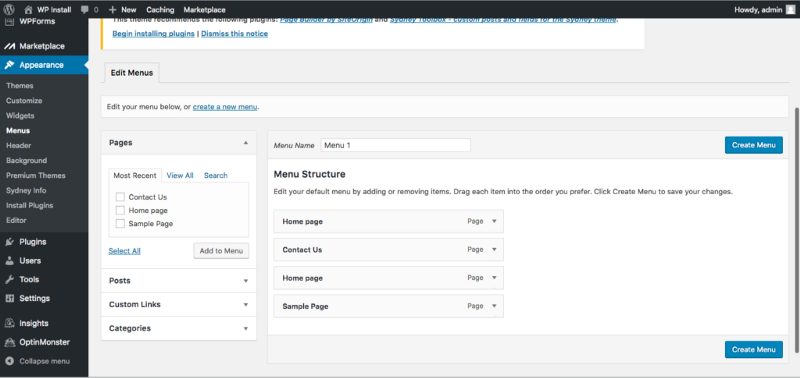 WP Install 0 New Caching Marketplace Howdy, admin
WPForms
This theme recommends the following plugins: Page Builder by SiteOrigin and Sydney Toolbox - custom posts and fields for the Sydney theme.
Begin installing plugins | Dismiss this notice
Marketplace
Appearance
Themes
Customize
Widgets
Menus
Header
Background
Premium Themes
Sydney Info
Install Plugins
Editor
Plugins
Users
Tools
Settings
Insights
OptinMonster
Collapse menu
Edit Menus
Edit your menu below, or create a new menu.
Pages
Most Recent View All Search
Contact Us
Home page
Sample Page
Select All Add to Menu
Posts
Custom Links
Categories
Menu Name Menu 1 Create Menu
Menu Structure
Edit your default menu by adding or removing items. Drag each item into the order you prefer. Click Create Menu to save your changes.
Home page Page
Contact Us Page
Home page Page
Sample Page Page
Create Menu